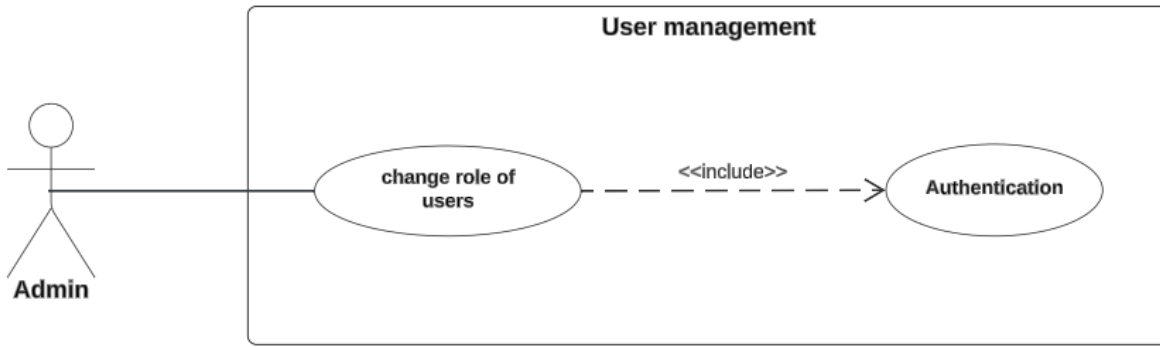 User management
change role of
users
<<include>>
Authentication
Admin